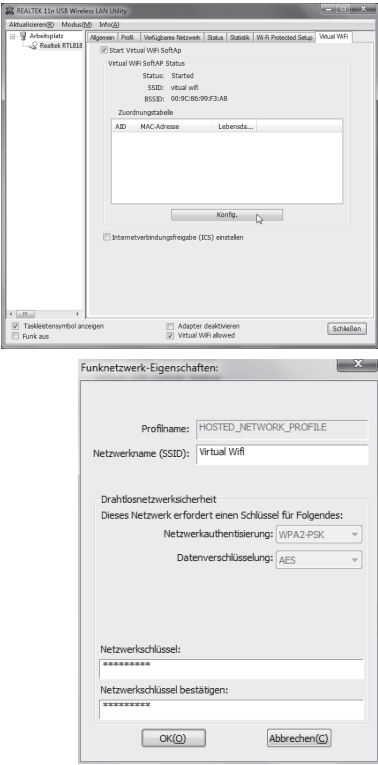 REALTEK 11n USB Wireless LAN Utility
Aktualisieren(R) Modus(M) Info(A)
Arbeitsplatz
Realtek RTL818
Allgemein Profil Verfügbares Netzwerk Status Statistik Wi-Fi Protected Setup Virtual WiFi
Start Virtual WiFi SoftAp
Virtual WiFi SoftAP Status
Status: Started
SSID: vitual wifi
BSSID: 00:9C:B6:99:F3:A8
Zuordnungstabelle
AID MAC-Adresse Lebensda...
Konfig.
Internetverbindungsfreigabe (ICS) einstellen
Taskleistensymbol anzeigen
Funk aus
Adapter deaktivieren
Virtual WiFi allowed
Schließen
Funknetzwerk-Eigenschaften:
Profilname: HOSTED_NETWORK_PROFILE
Netzwerkname (SSID): Virtual Wifi
Drahtlosnetzwerksicherheit
Dieses Netzwerk erfordert einen Schlüssel für Folgendes:
Netzwerkauthentisierung: WPA2-PSK
Datenverschlüsselung: AES
Netzwerkschlüssel:
*********
Netzwerkschlüssel bestätigen:
*********
OK(O) Abbrechen(C)